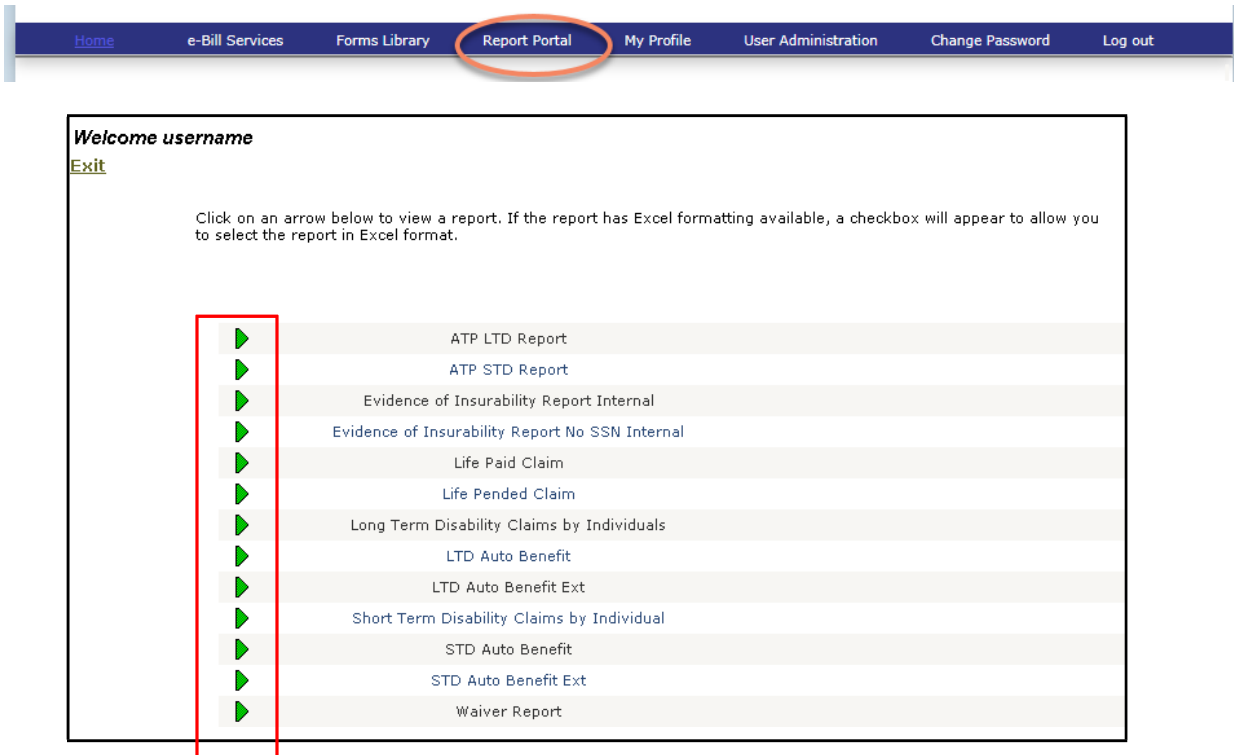 Home e-Bill Services Forms Library Report Portal My Profile User Administration Change Password Log out
Welcome username
Exit
Click on an arrow below to view a report. If the report has Excel formatting available, a checkbox will appear to allow you
to select the report in Excel format.
ATP LTD Report
ATP STD Report
Evidence of Insurability Report Internal
Evidence of Insurability Report No SSN Internal
Life Paid Claim
Life Pended Claim
Long Term Disability Claims by Individuals
LTD Auto Benefit
LTD Auto Benefit Ext
Short Term Disability Claims by Individual
STD Auto Benefit
STD Auto Benefit Ext
Waiver Report